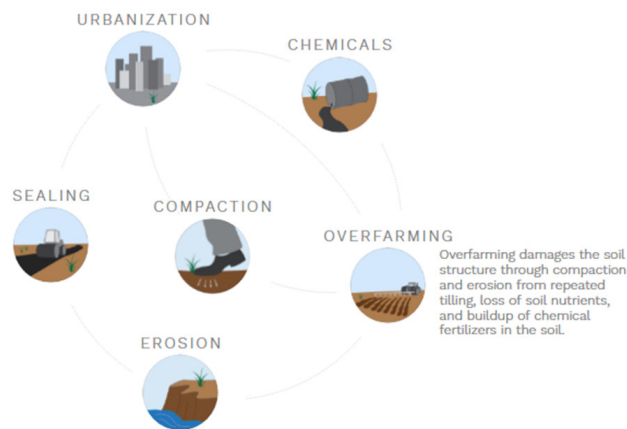 URBANIZATION
CHEMICALS
SEALING
COMPACTION
OVERFARMING
Overfarming damages the soil
structure through compaction
and erosion from repeated
tilling, loss of soil nutrients,
and buildup of chemical
fertilizers in the soil.
EROSION